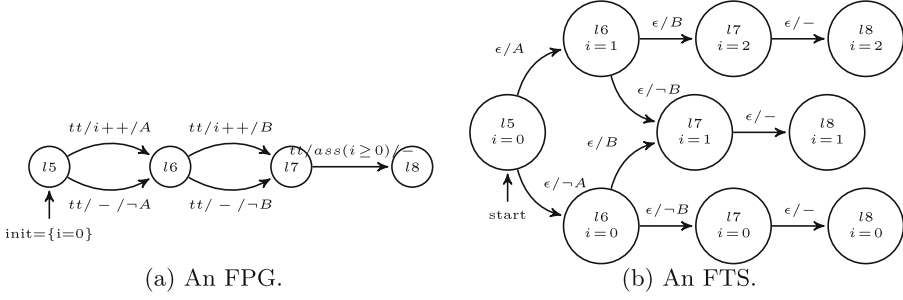 tt/i++/A
tt/i++/B
l5
l6
l7
tt/ass(i≥0)/-
l8
tt/ - /¬A
tt/ - /¬B
init={i=0}
(a) An FPG.
l6
i=1
ϵ/B
l7
i=2
ϵ/-
l8
i=2
ϵ/A
ϵ/¬B
l5
i=0
l7
i=1
ϵ/-
l8
i=1
ϵ/B
ϵ/¬A
start
l6
i=0
ϵ/¬B
l7
i=0
ϵ/-
l8
i=0
(b) An FTS.